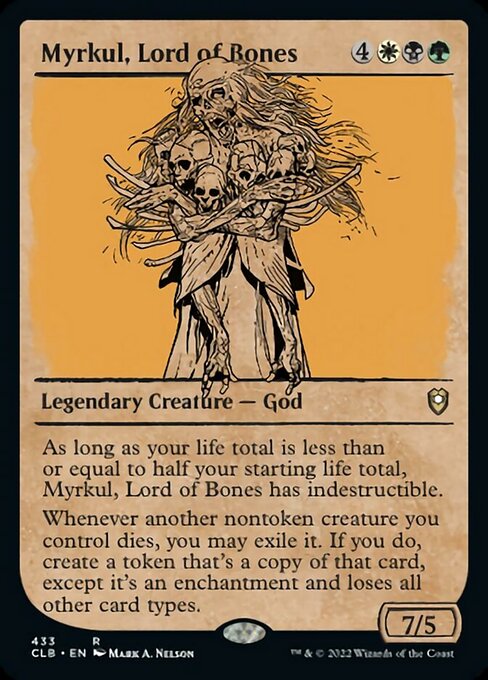 Myrkul, Lord of Bones 4
Legendary Creature — God
As long as your life total is less than
or equal to half your starting life total,
Myrkul, Lord of Bones has indestructible.
Whenever another nontoken creature you
control dies, you may exile it. If you do,
create a token that's a copy of that card,
except it's an enchantment and loses all
other card types.
7/5
433 R
CLB • EN Mark A. Nelson
™ & © 2022 Wizards of the Coast